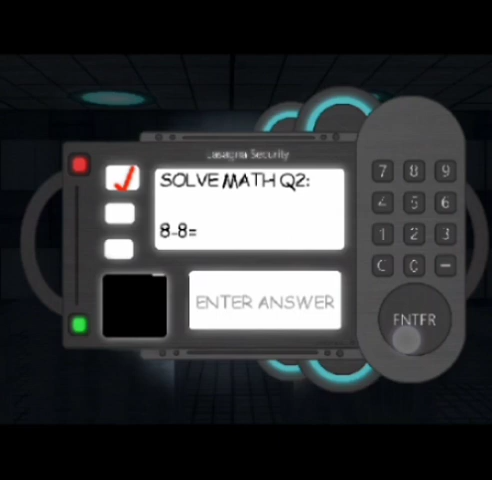 Lasagna Security
SOLVE MATH Q2:
8-8=
ENTER ANSWER
7 8 9
4 5 6
1 2 3
C 0 -
ENTER